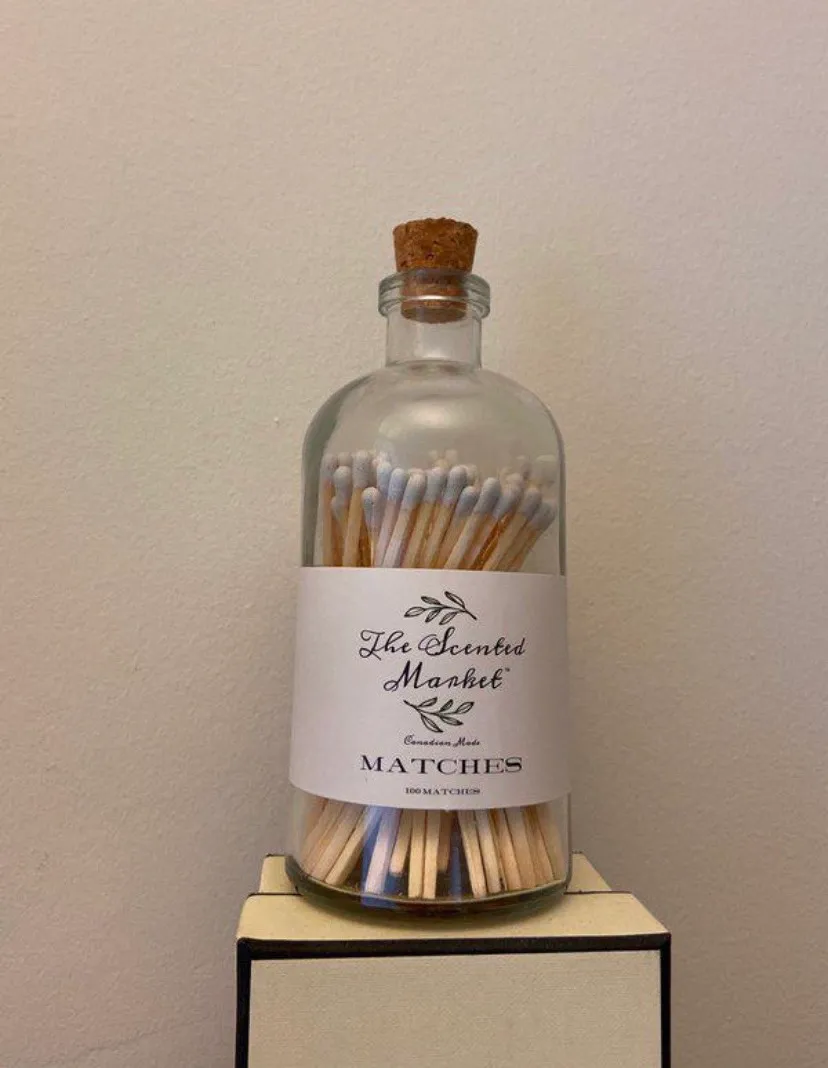 The Scented
Market™
Canadian Made
MATCHES
100 MATCHES